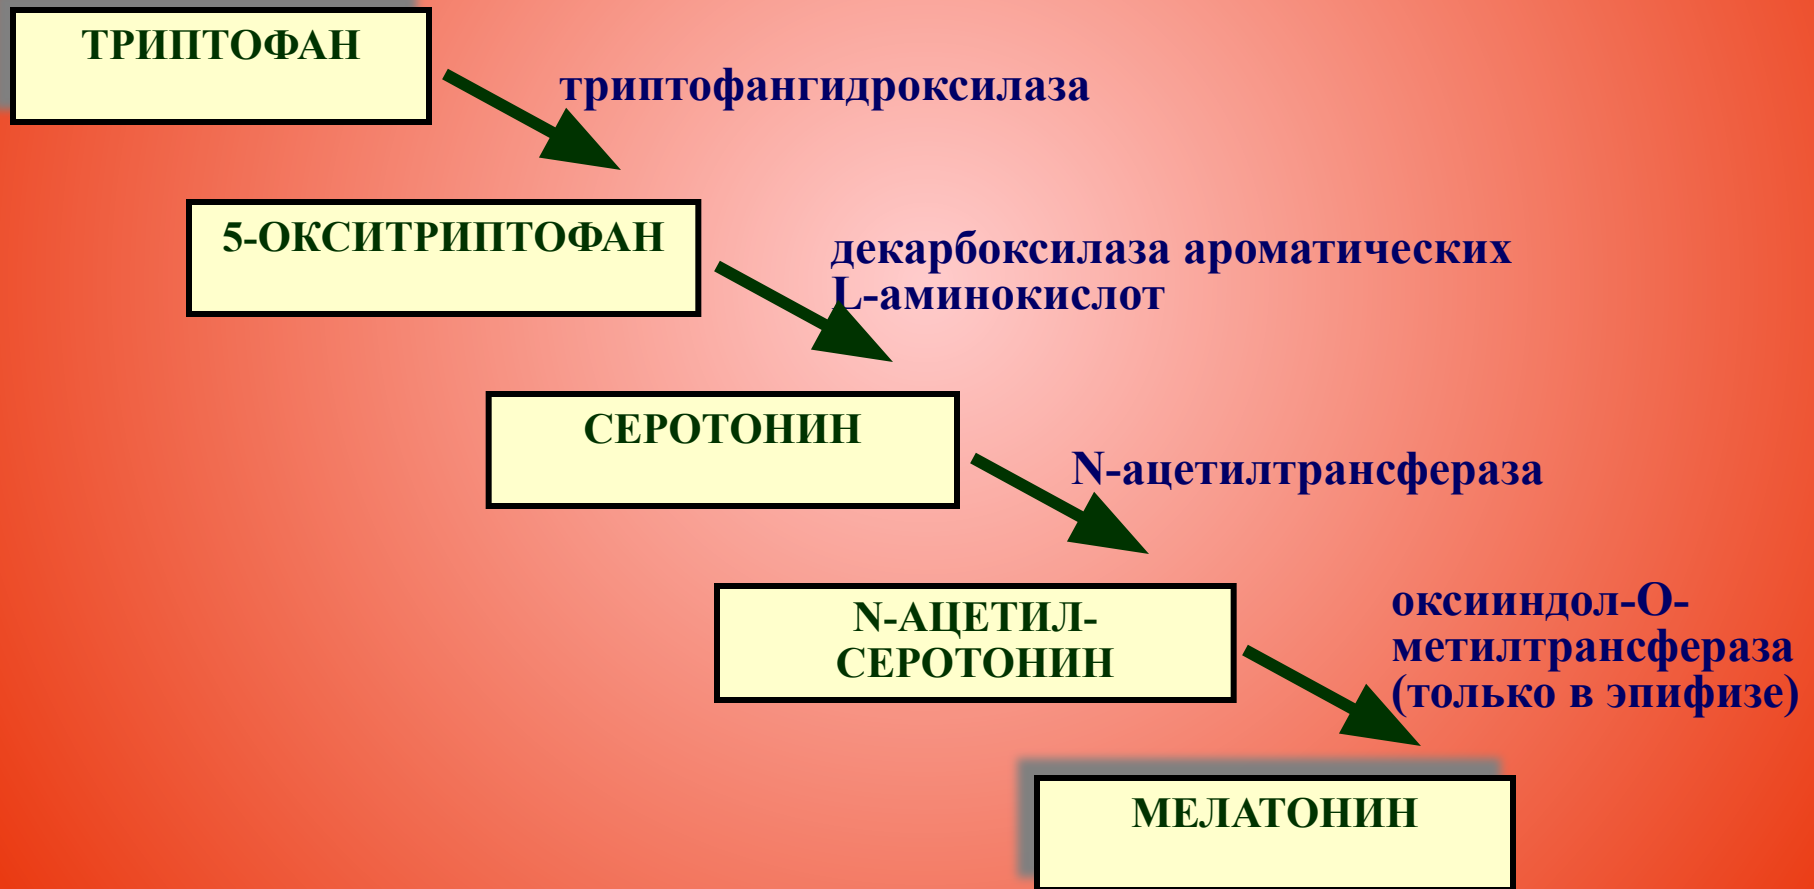 ТРИПТОФАН
триптофангидроксилаза
5-ОКСИТРИПТОФАН
декарбоксилаза ароматических
L-аминокислот
СЕРОТОНИН
N-ацетилтрансфераза
N-АЦЕТИЛ-
СЕРОТОНИН
оксииндол-О-
метилтрансфераза
(только в эпифизе)
МЕЛАТОНИН